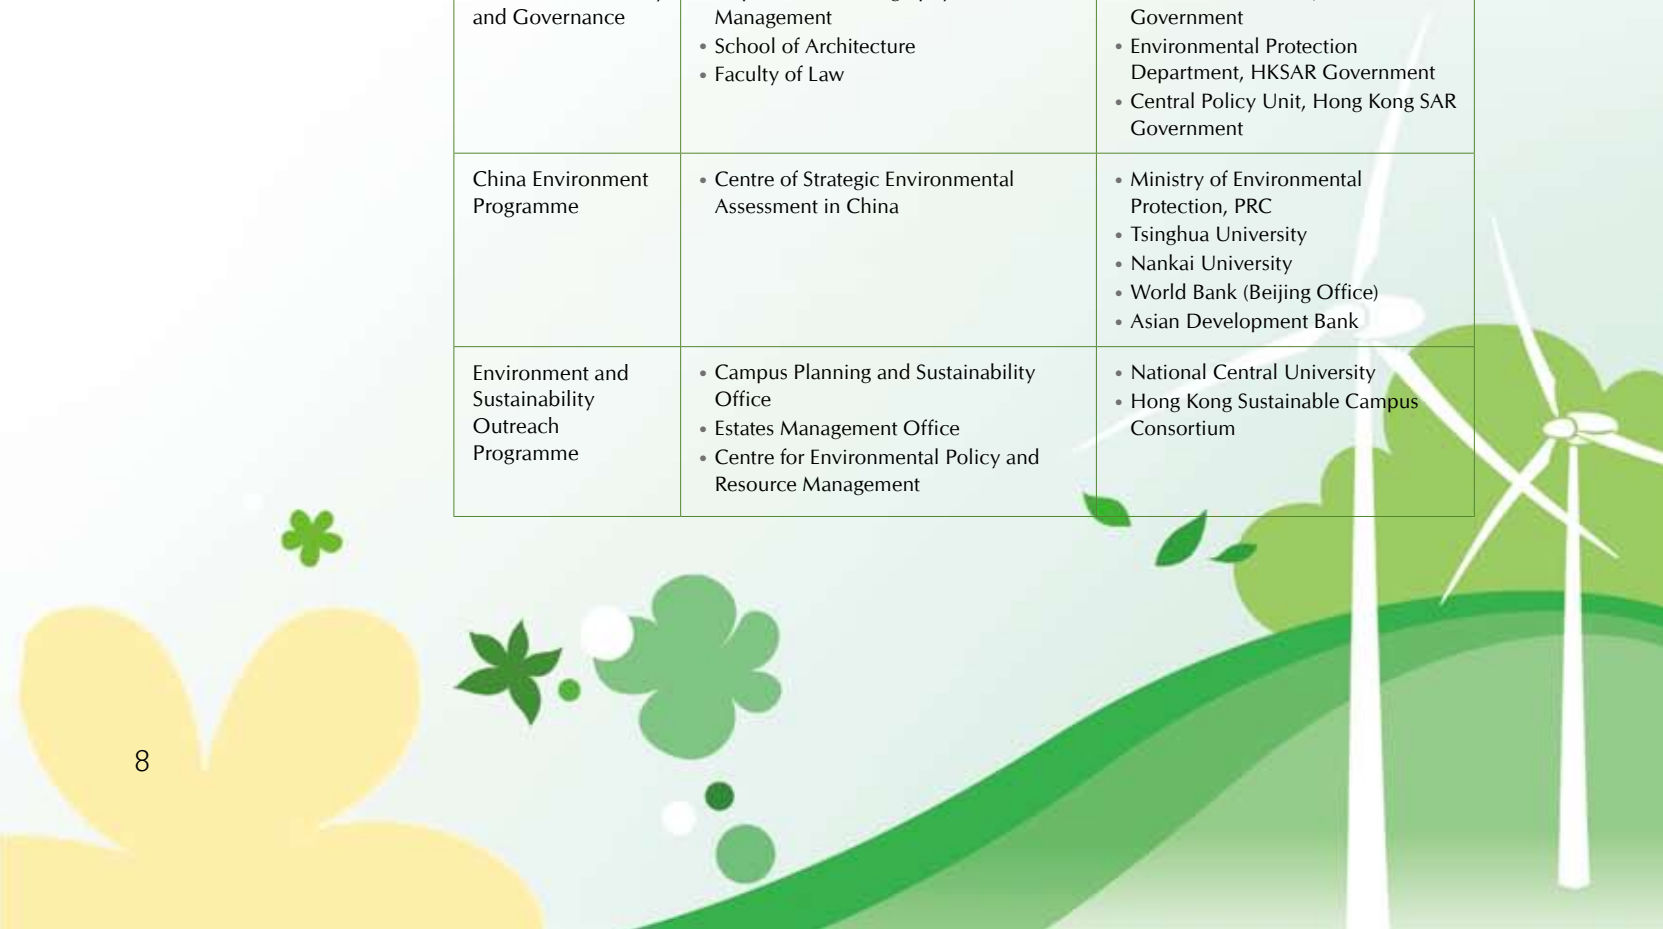 and Governance
Management
• School of Architecture
• Faculty of Law
Government
• Environmental Protection
Department, HKSAR Government
• Central Policy Unit, Hong Kong SAR
Government
China Environment
Programme
• Centre of Strategic Environmental
Assessment in China
• Ministry of Environmental
Protection, PRC
• Tsinghua University
• Nankai University
• World Bank (Beijing Office)
• Asian Development Bank
Environment and
Sustainability
Outreach
Programme
• Campus Planning and Sustainability
Office
• Estates Management Office
• Centre for Environmental Policy and
Resource Management
• National Central University
• Hong Kong Sustainable Campus
Consortium
8